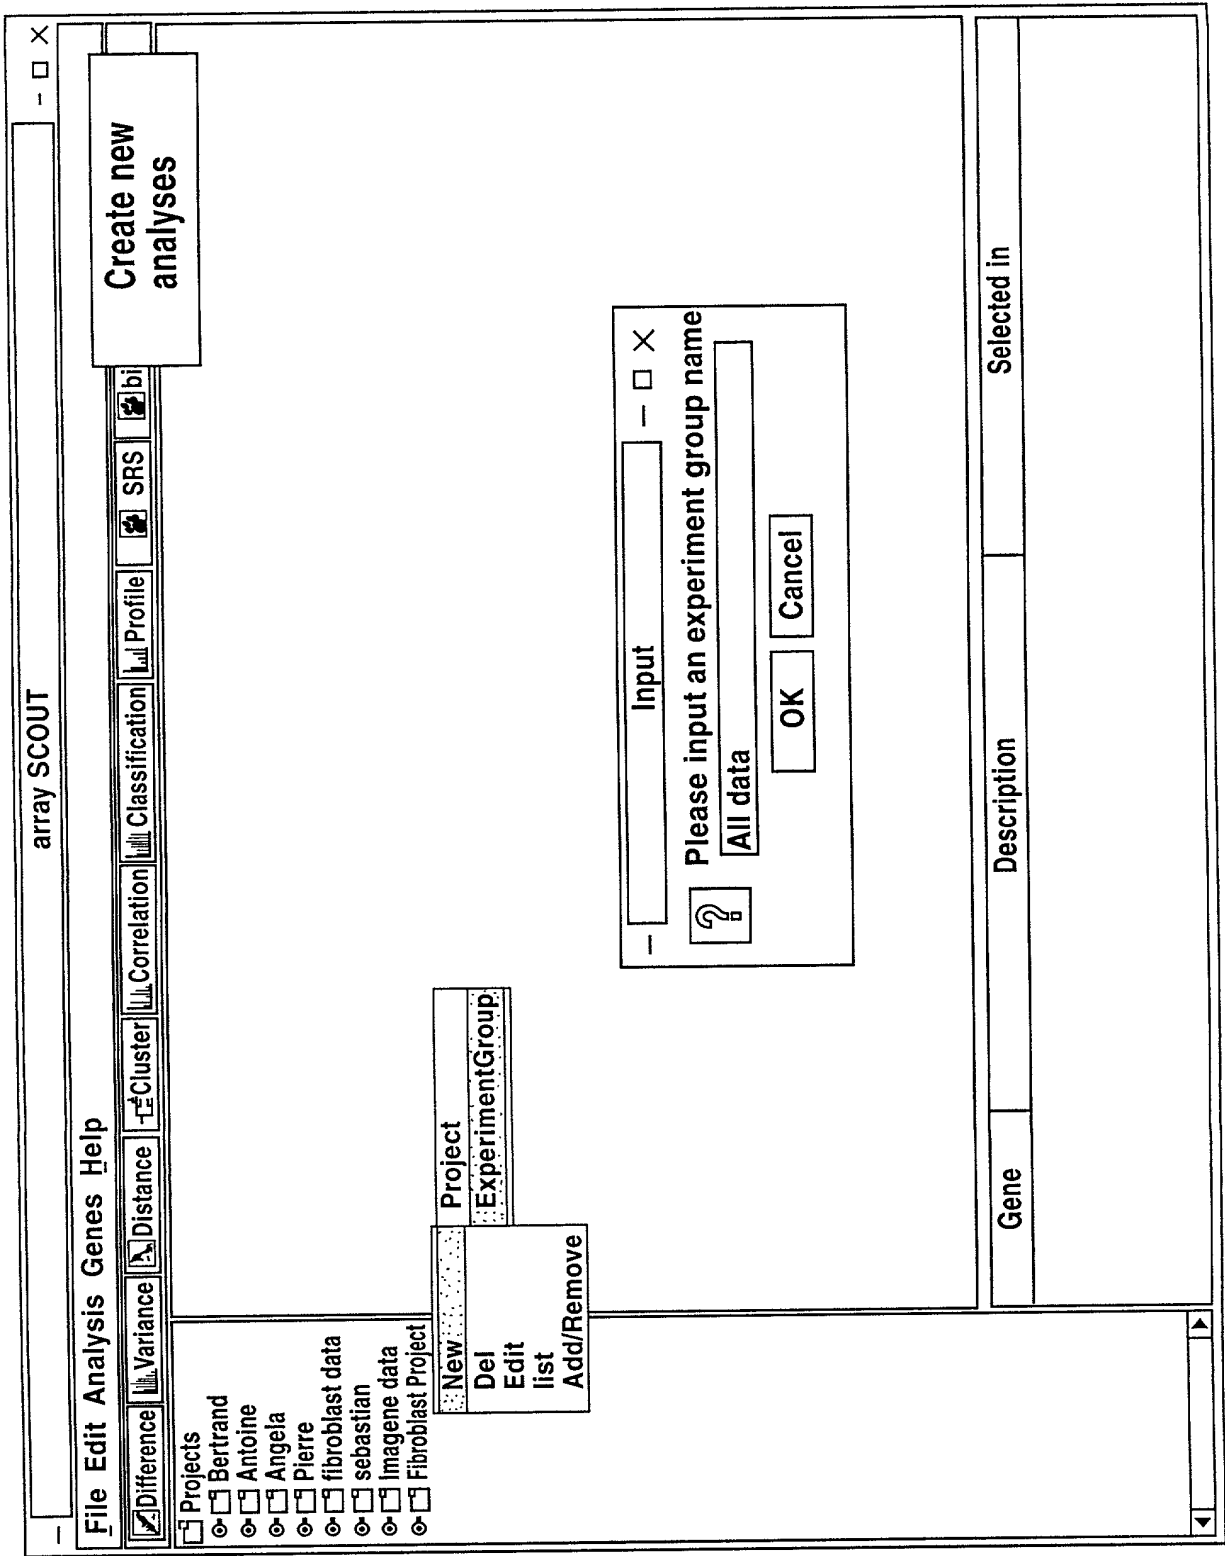 array SCOUT
File Edit Analysis Genes Help
Difference Variance Distance Cluster Correlation Classification Profile SRS bi
Create new
analyses
Projects
Bertrand
Antoine
Angela
Pierre
fibroblast data
sebastian
Imagene data
Fibroblast Project
New
Del
Edit
list
Add/Remove
Project
ExperimentGroup
Input
Please input an experiment group name
All data
OK Cancel
Gene Description Selected in